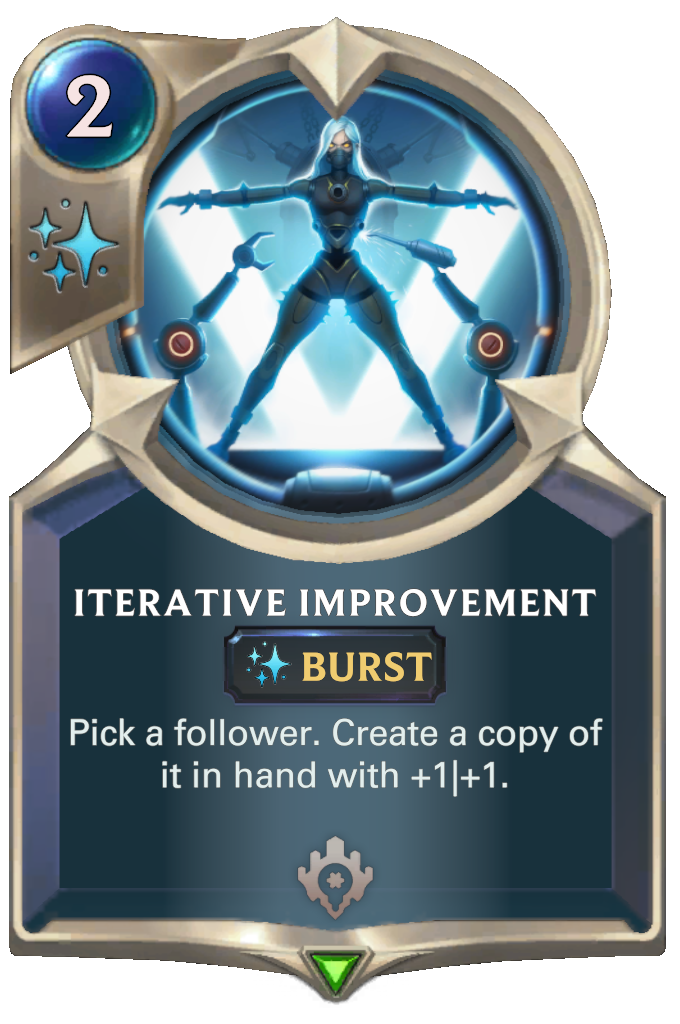 2
ITERATIVE IMPROVEMENT
BURST
Pick a follower. Create a copy of
it in hand with +1|+1.